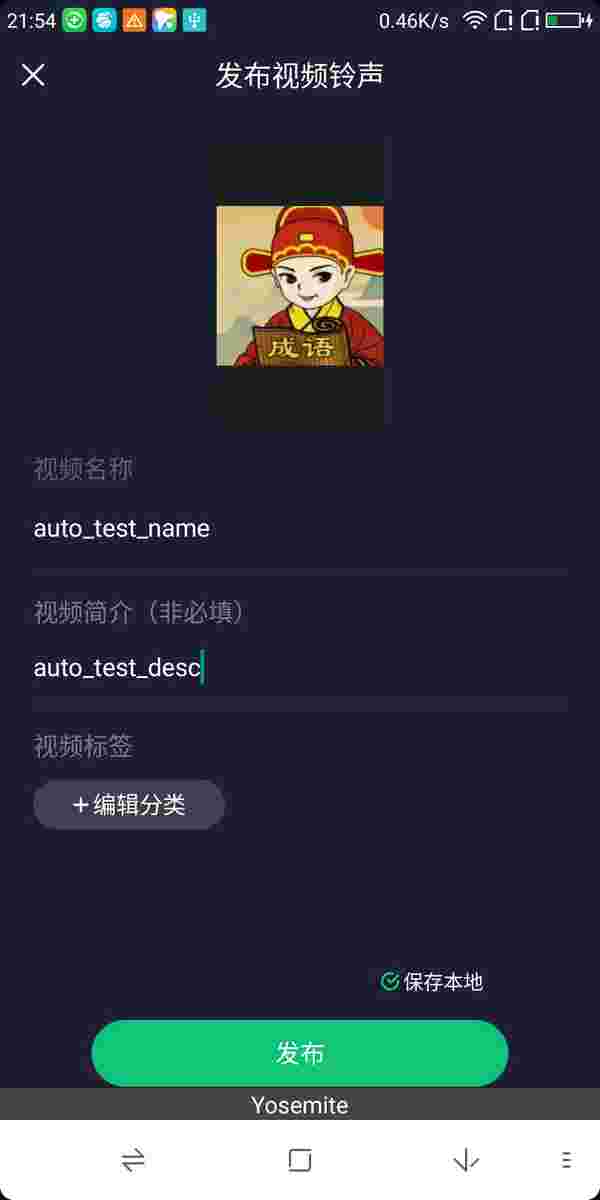 21:54 0.46K/s
发布视频铃声
成语
视频名称
auto_test_name
视频简介（非必填）
auto_test_desc
视频标签
+编辑分类
保存本地
发布
Yosemite